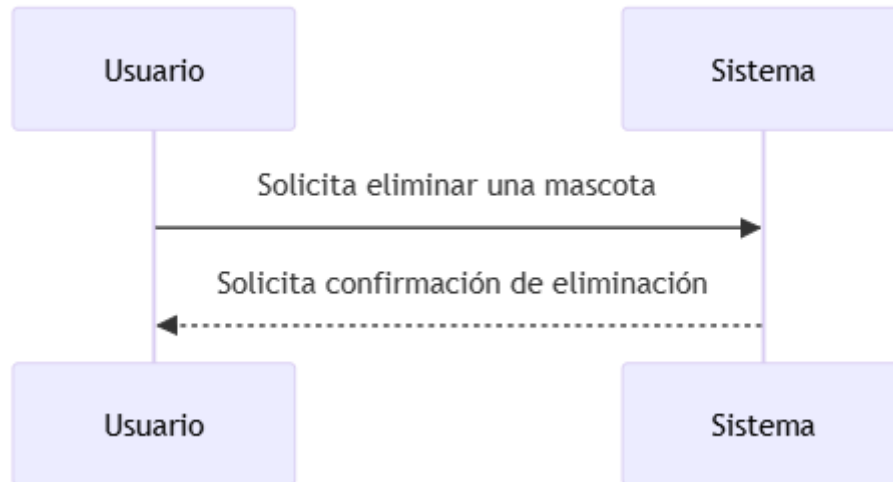 Usuario
Sistema
Solicita eliminar una mascota
Solicita confirmación de eliminación
Usuario
Sistema